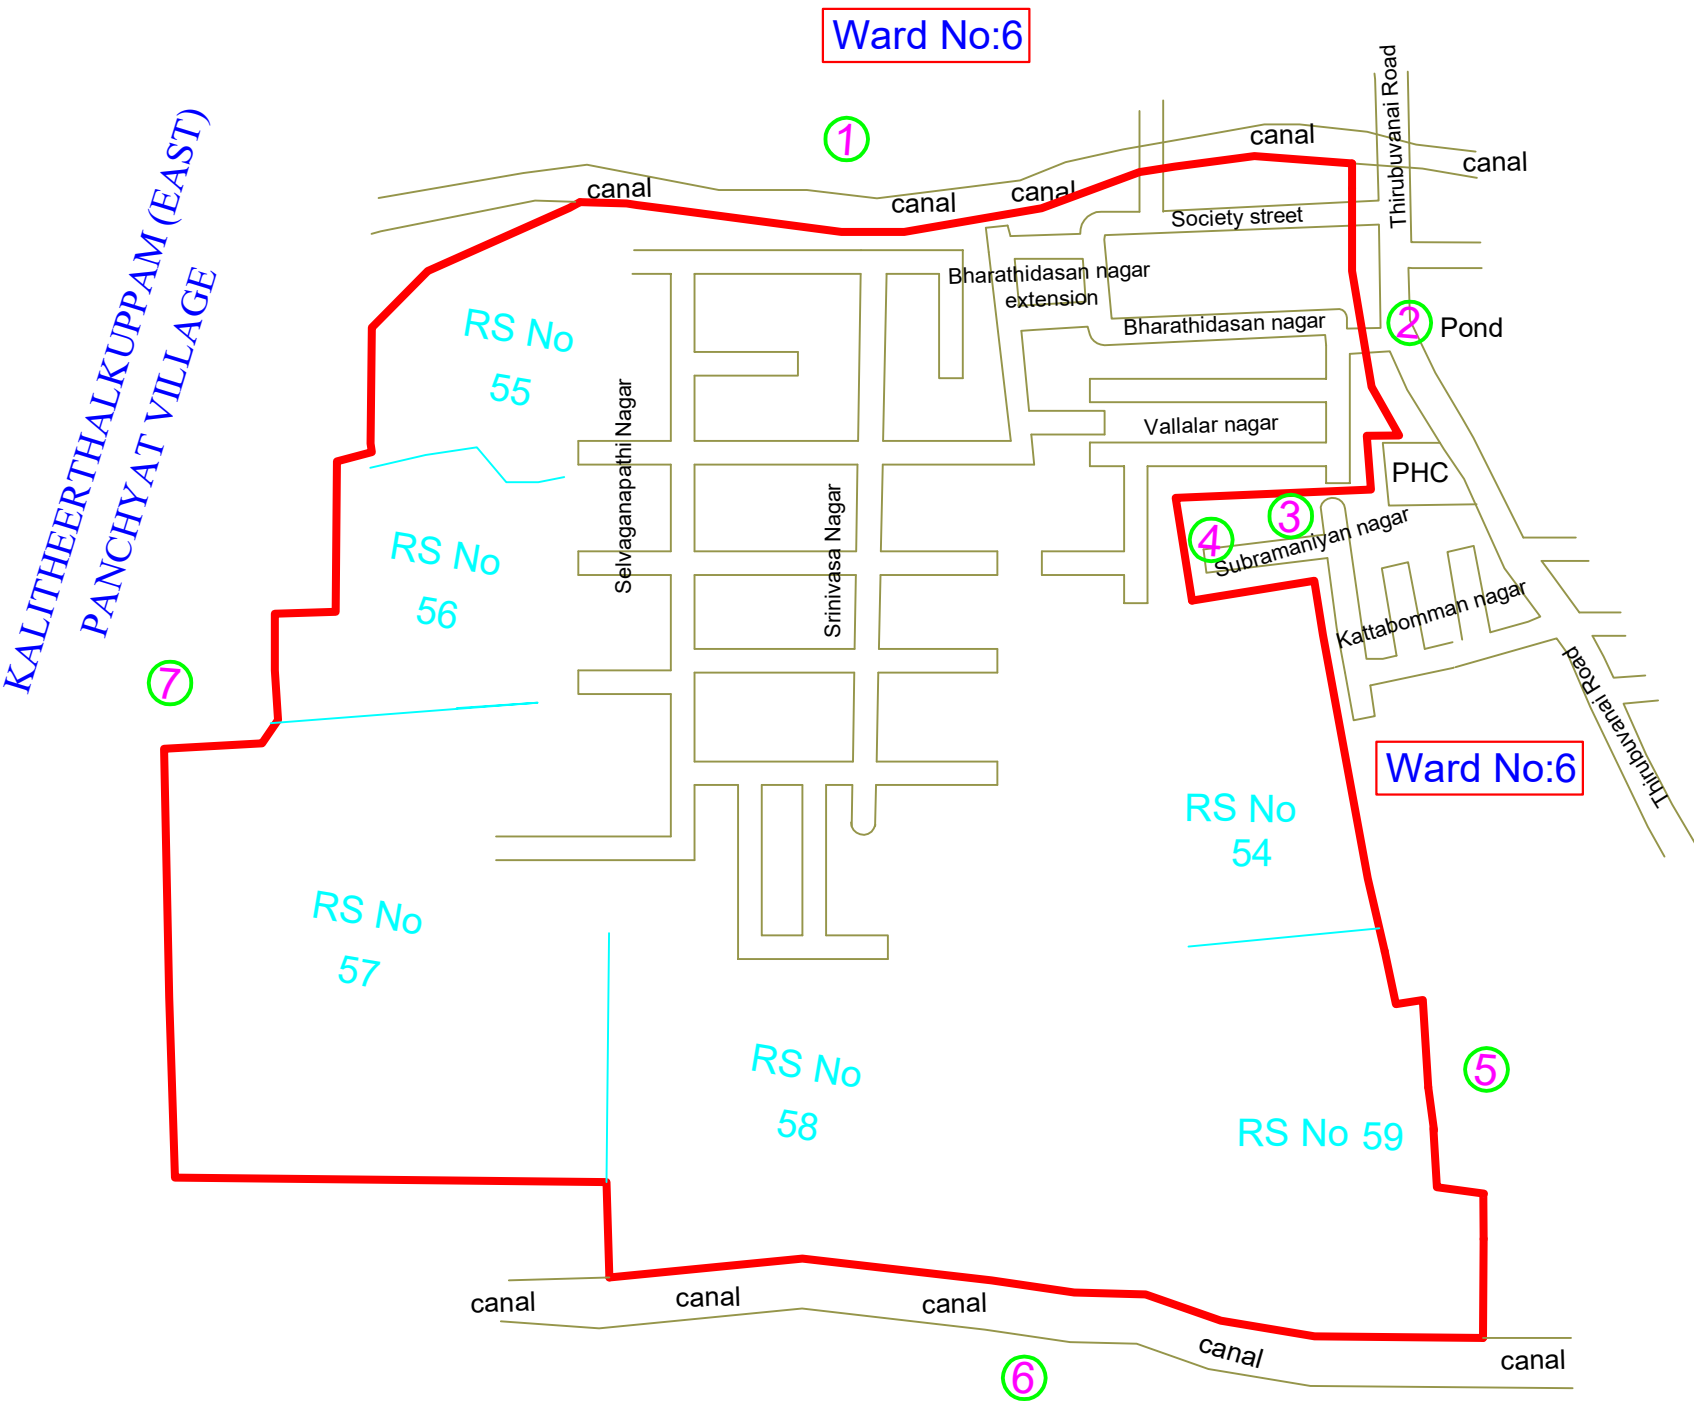 Ward No:6
1
canal
canal
canal
canal
canal
Thirubuvanai Road
Society street
KALITHEERTHALKUPPAM (EAST)
PANCHYAT VILLAGE
Bharathidasan nagar
extension
Bharathidasan nagar
2
Pond
RS No
55
Selvaganapathi Nagar
Vallalar nagar
PHC
3
4
Subramaniyan nagar
Srinivasa Nagar
RS No
56
Kattabomman nagar
7
Thirubuvanai Road
Ward No:6
RS No
54
RS No
57
RS No
58
5
RS No 59
canal
canal
canal
canal
canal
6